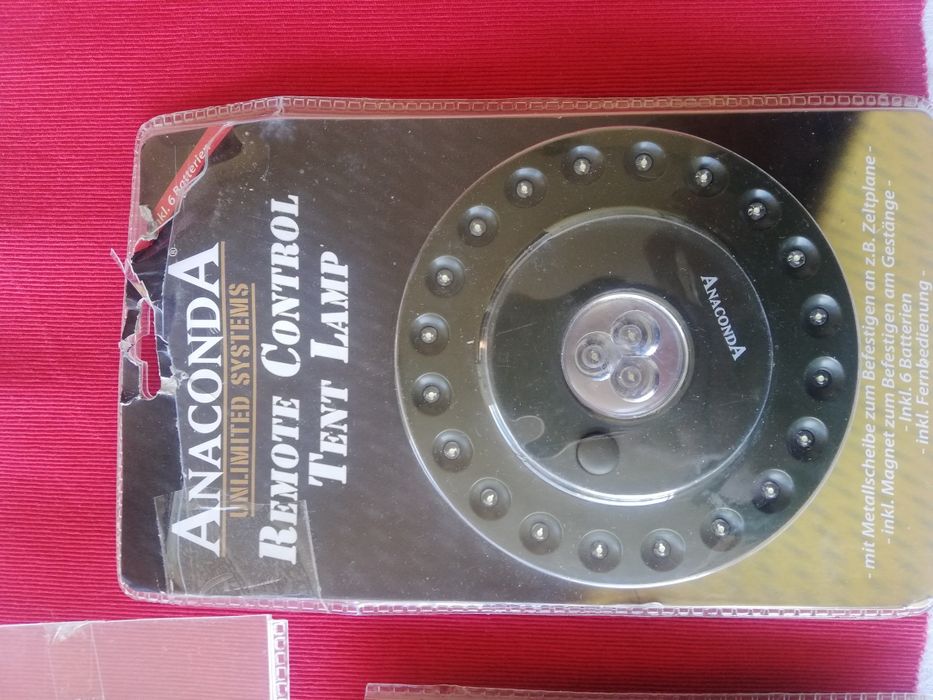 inkl. 6 Batterien
ANACONDA®
UNLIMITED SYSTEMS
REMOTE CONTROL
TENT LAMP
ANACONDA
- mit Metallscheibe zum Befestigen an z.B. Zeltplane -
- inkl. Magnet zum Befestigen am Gestänge -
- Inkl. 6 Batterien
- inkl. Fernbedienung -